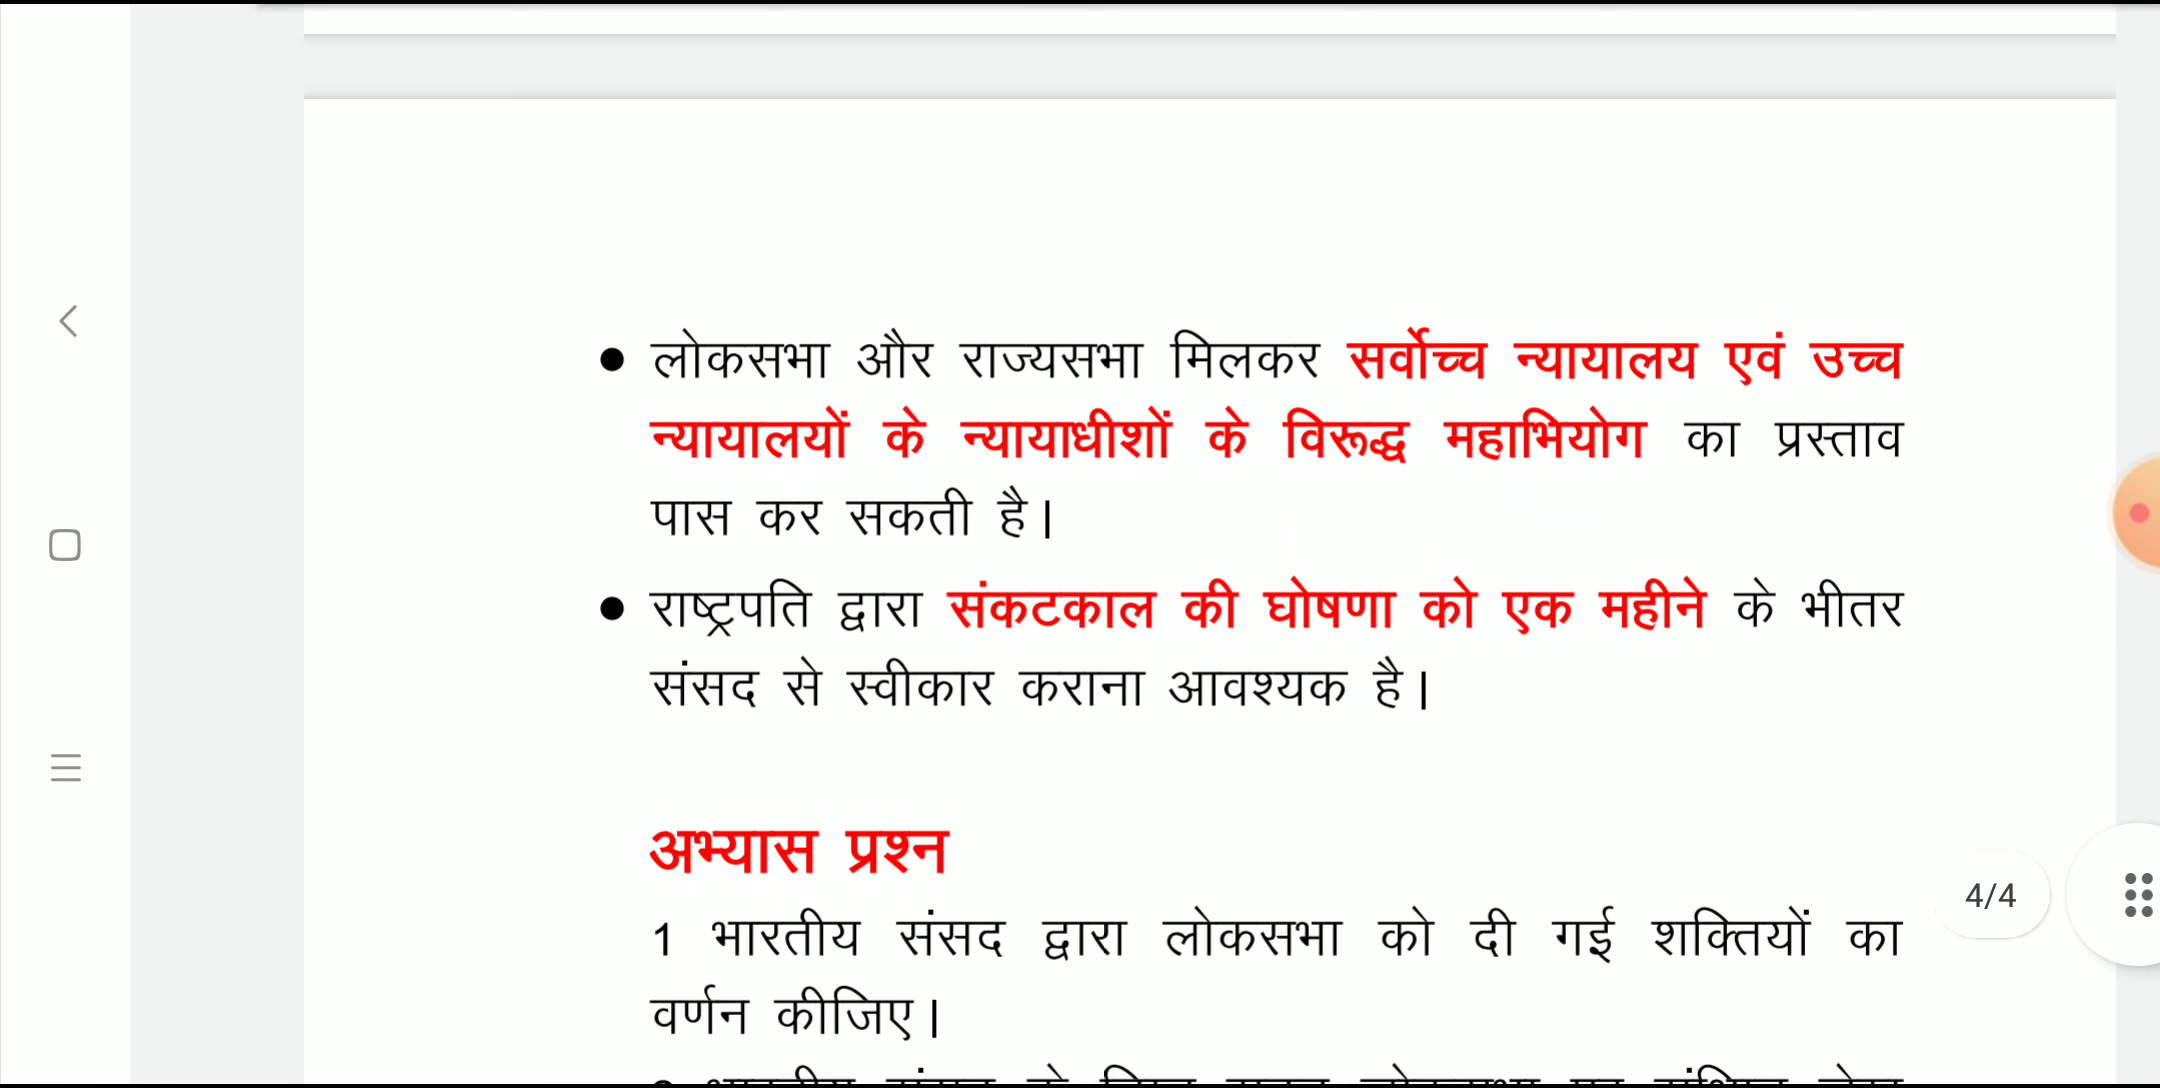 ● लोकसभा और राज्यसभा मिलकर सर्वोच्च न्यायालय एवं उच्च
न्यायालयों के न्यायाधीशों के विरूद्ध महाभियोग का प्रस्ताव
पास कर सकती है।
● राष्ट्रपति द्वारा संकटकाल की घोषणा को एक महीने के भीतर
संसद से स्वीकार कराना आवश्यक है।
अभ्यास प्रश्न
1 भारतीय संसद द्वारा लोकसभा को दी गई शक्तियों का
वर्णन कीजिए।
4/4